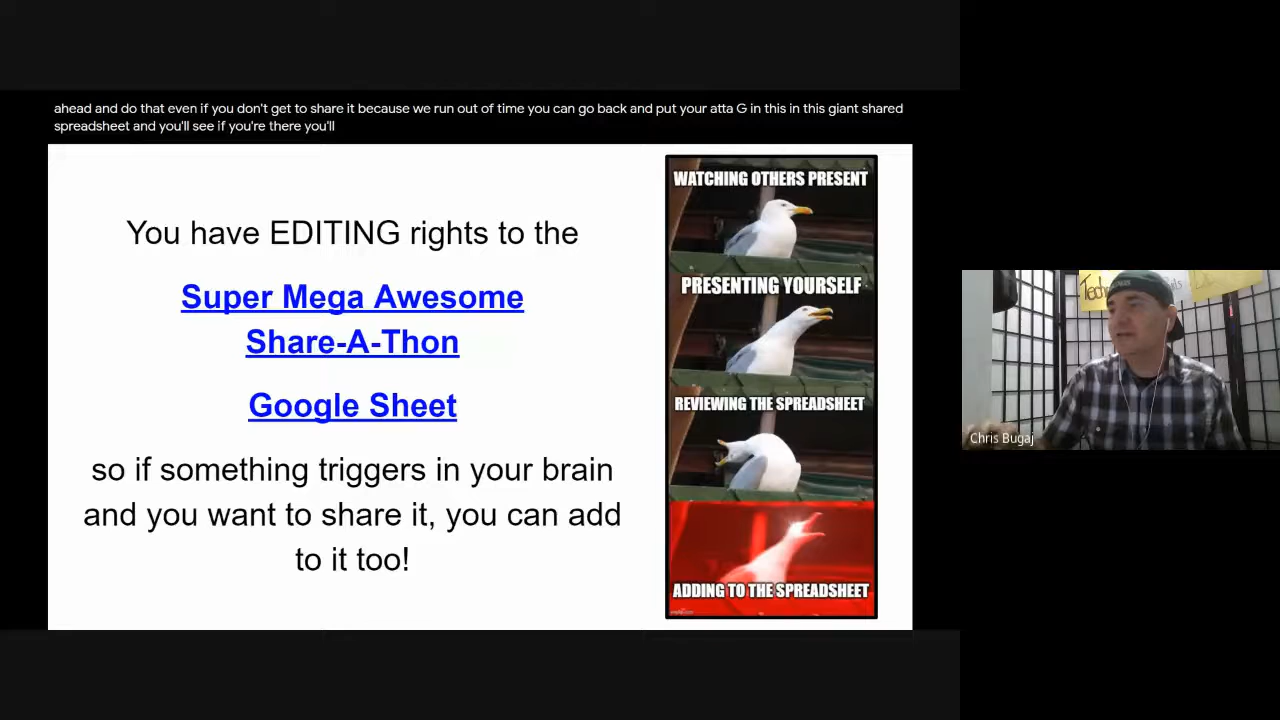 ahead and do that even if you don't get to share it because we run out of time you can go back and put your atta G in this in this giant shared
spreadsheet and you'll see if you're there you'll
You have EDITING rights to the
Super Mega Awesome
Share-A-Thon
Google Sheet
so if something triggers in your brain
and you want to share it, you can add
to it too!
WATCHING OTHERS PRESENT
PRESENTING YOURSELF
REVIEWING THE SPREADSHEET
ADDING TO THE SPREADSHEET
Chris Bugaj